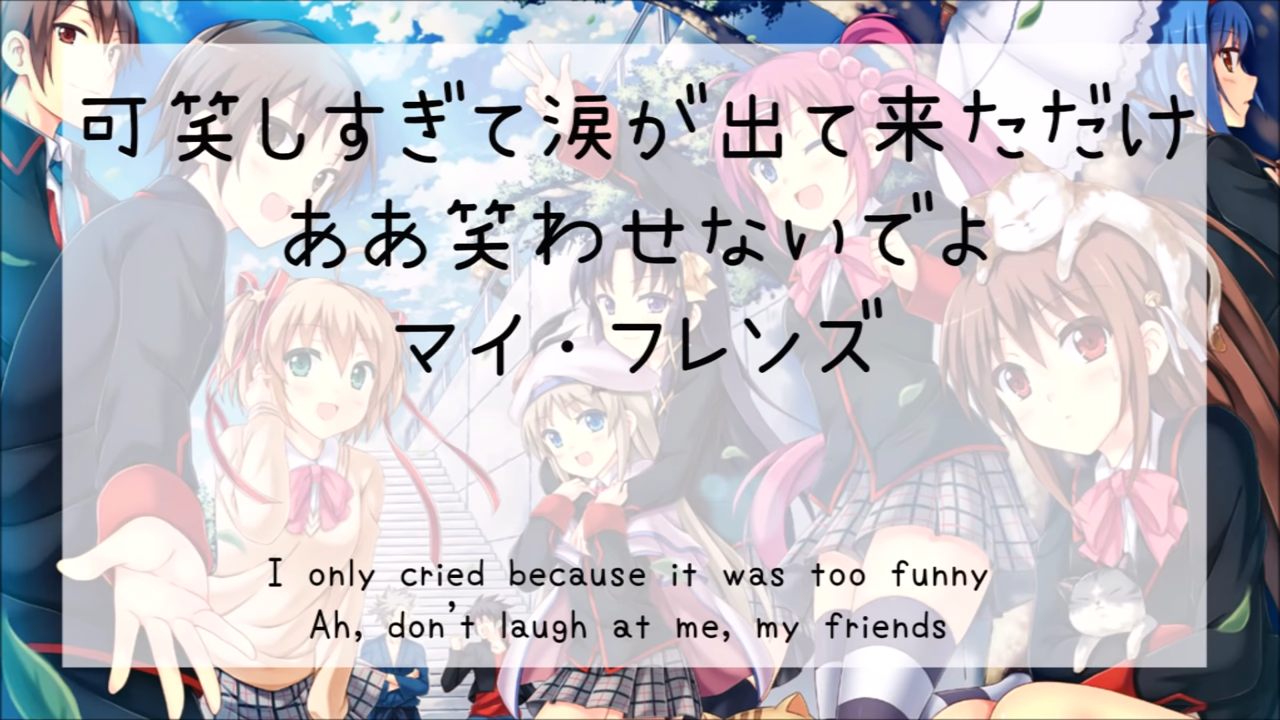 可笑しすぎて涙が出て来ただけ
ああ笑わせないでよ
マイ・フレンズ
I only cried because it was too funny
Ah, don't laugh at me, my friends